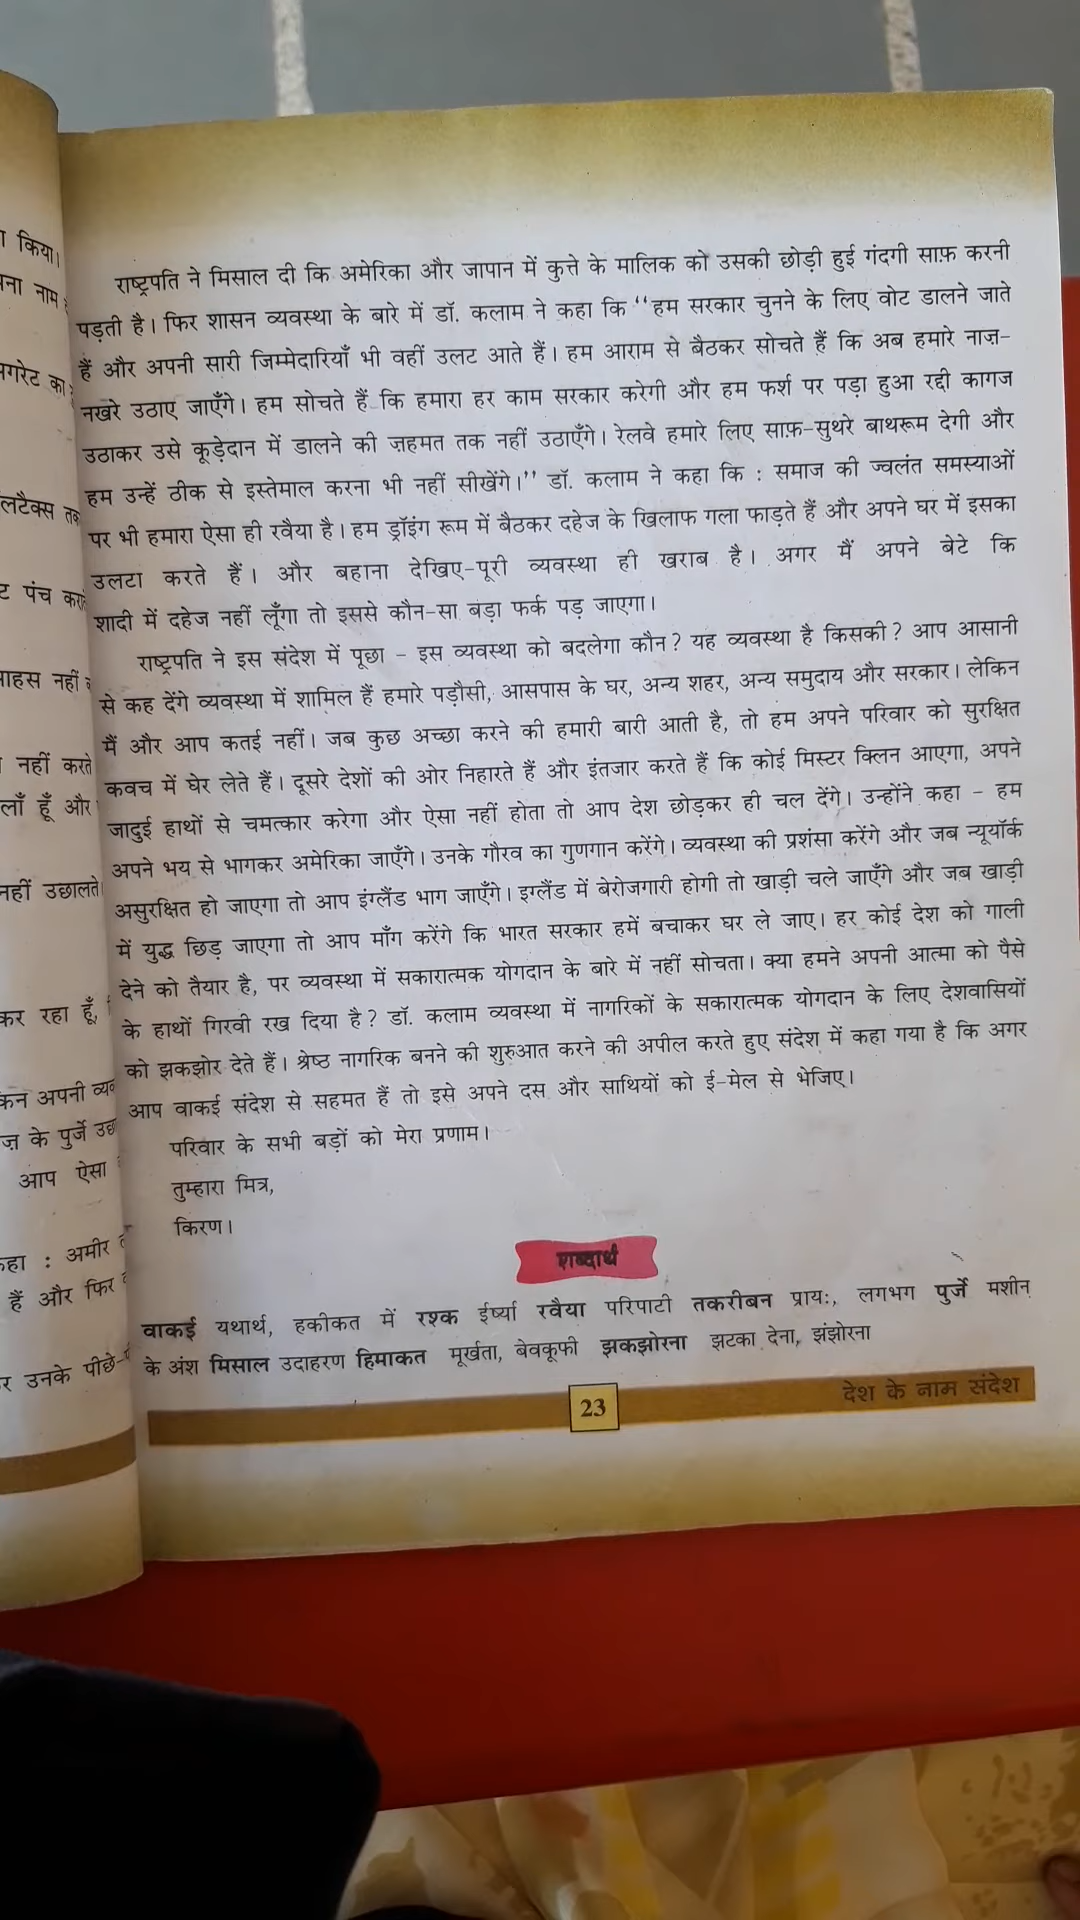 राष्ट्रपति ने मिसाल दी कि अमेरिका और जापान में कुत्ते के मालिक को उसकी छोड़ी हुई गंदगी साफ़ करनी
पड़ती है। फिर शासन व्यवस्था के बारे में डॉ. कलाम ने कहा कि “हम सरकार चुनने के लिए वोट डालने जाते
हैं और अपनी सारी जिम्मेदारियाँ भी वहीं उलट आते हैं। हम आराम से बैठकर सोचते हैं कि अब हमारे नाज़-
नखरे उठाए जाएँगे। हम सोचते हैं कि हमारा हर काम सरकार करेगी और हम फर्श पर पड़ा हुआ रद्दी कागज
उठाकर उसे कूड़ेदान में डालने की ज़हमत तक नहीं उठाएँगे। रेलवे हमारे लिए साफ़-सुथरे बाथरूम देगी और
हम उन्हें ठीक से इस्तेमाल करना भी नहीं सीखेंगे।” डॉ. कलाम ने कहा कि : समाज की ज्वलंत समस्याओं
पर भी हमारा ऐसा ही रवैया है। हम ड्रॉइंग रूम में बैठकर दहेज के खिलाफ गला फाड़ते हैं और अपने घर में इसका
उलटा करते हैं। और बहाना देखिए-पूरी व्यवस्था ही खराब है। अगर मैं अपने बेटे कि
शादी में दहेज नहीं लूँगा तो इससे कौन-सा बड़ा फर्क पड़ जाएगा।
राष्ट्रपति ने इस संदेश में पूछा - इस व्यवस्था को बदलेगा कौन? यह व्यवस्था है किसकी? आप आसानी
से कह देंगे व्यवस्था में शामिल हैं हमारे पड़ौसी, आसपास के घर, अन्य शहर, अन्य समुदाय और सरकार। लेकिन
मैं और आप कतई नहीं। जब कुछ अच्छा करने की हमारी बारी आती है, तो हम अपने परिवार को सुरक्षित
कवच में घेर लेते हैं। दूसरे देशों की ओर निहारते हैं और इंतजार करते हैं कि कोई मिस्टर क्लिन आएगा, अपने
जादुई हाथों से चमत्कार करेगा और ऐसा नहीं होता तो आप देश छोड़कर ही चल देंगे। उन्होंने कहा - हम
अपने भय से भागकर अमेरिका जाएँगे। उनके गौरव का गुणगान करेंगे। व्यवस्था की प्रशंसा करेंगे और जब न्यूयॉर्क
असुरक्षित हो जाएगा तो आप इंग्लैंड भाग जाएँगे। इग्लैंड में बेरोजगारी होगी तो खाड़ी चले जाएँगे और जब खाड़ी
में युद्ध छिड़ जाएगा तो आप माँग करेंगे कि भारत सरकार हमें बचाकर घर ले जाए। हर कोई देश को गाली
देने को तैयार है, पर व्यवस्था में सकारात्मक योगदान के बारे में नहीं सोचता। क्या हमने अपनी आत्मा को पैसे
के हाथों गिरवी रख दिया है? डॉ. कलाम व्यवस्था में नागरिकों के सकारात्मक योगदान के लिए देशवासियों
को झकझोर देते हैं। श्रेष्ठ नागरिक बनने की शुरुआत करने की अपील करते हुए संदेश में कहा गया है कि अगर
आप वाकई संदेश से सहमत हैं तो इसे अपने दस और साथियों को ई-मेल से भेजिए।
परिवार के सभी बड़ों को मेरा प्रणाम।
तुम्हारा मित्र,
किरण।
शब्दार्थ
वाकई यथार्थ, हकीकत में रश्क ईर्ष्या रवैया परिपाटी तकरीबन प्रायः, लगभग पुर्जे मशीन
के अंश मिसाल उदाहरण हिमाकत मूर्खता, बेवकूफी झकझोरना झटका देना, झंझोरना
23
देश के नाम संदेश